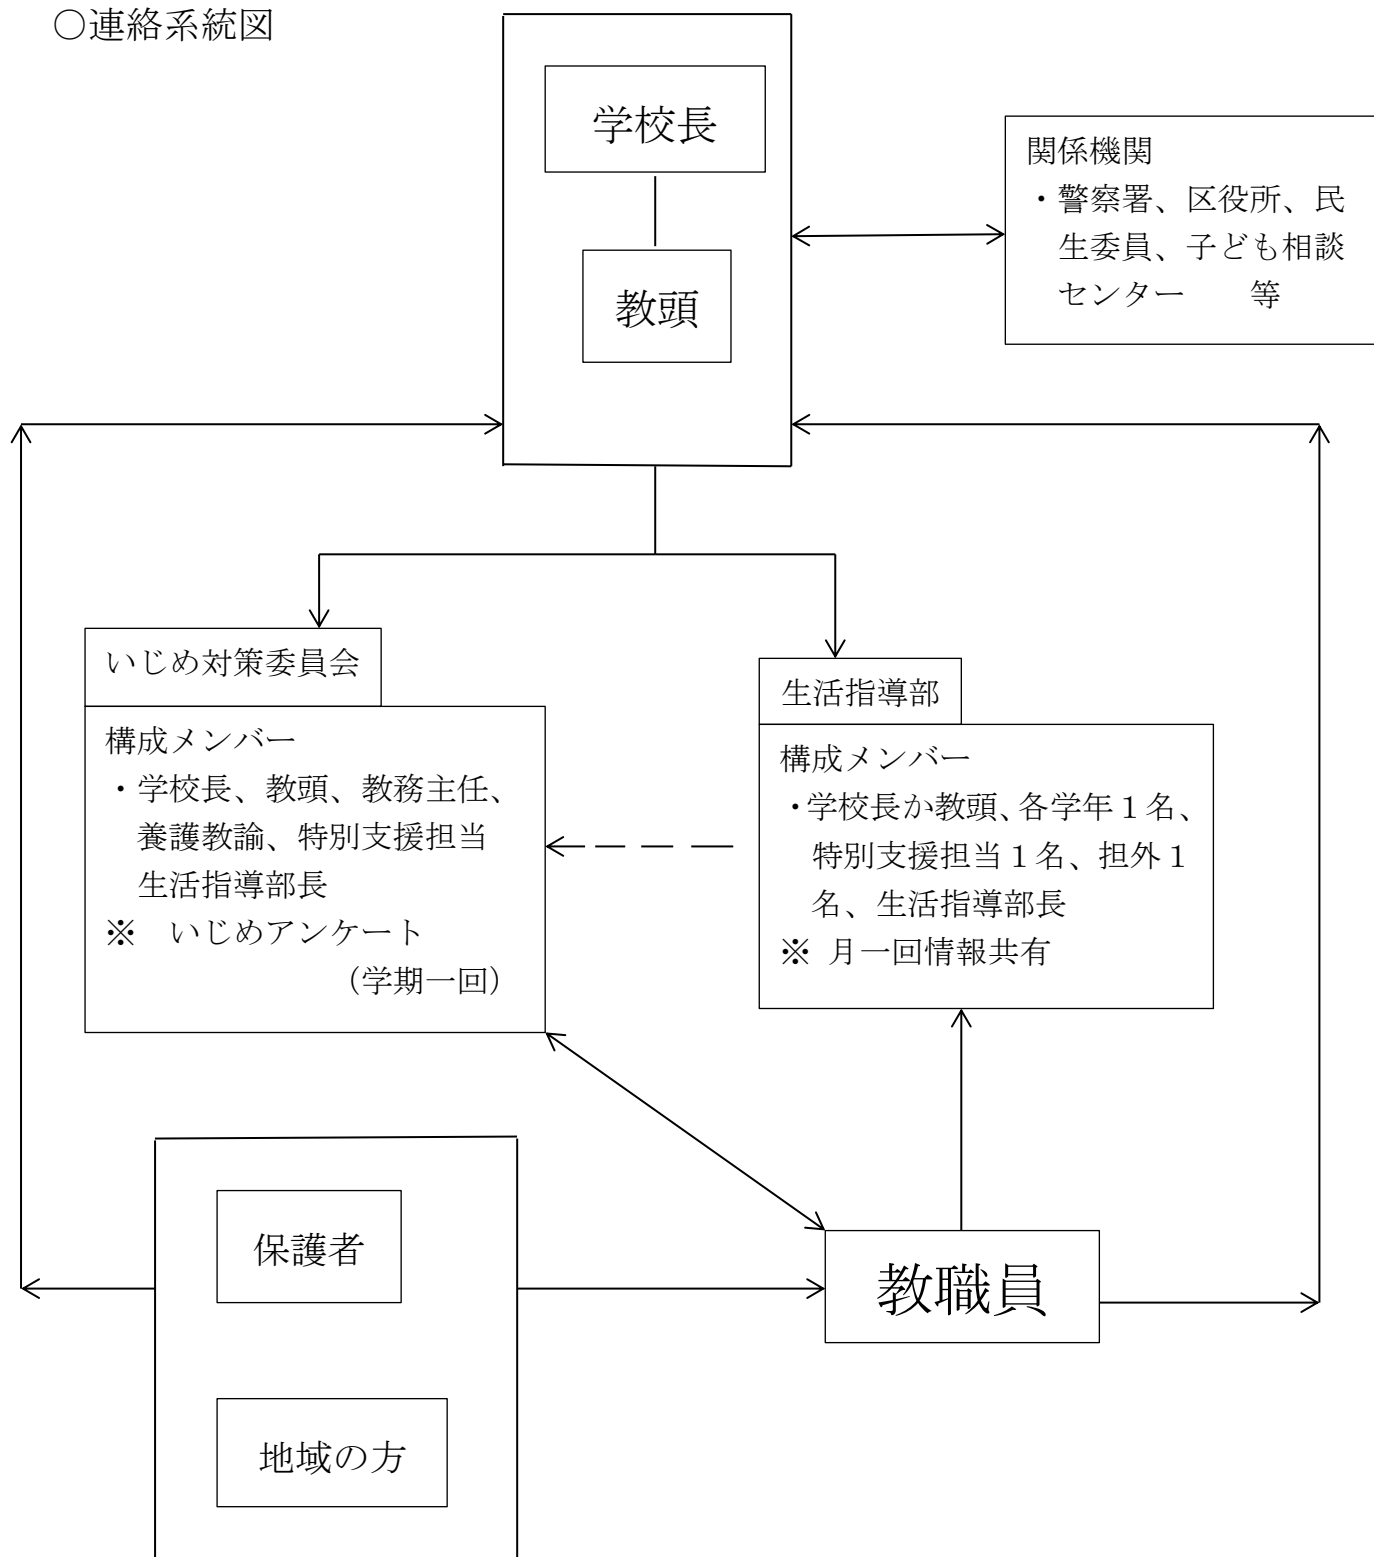 ○連絡系統図
学校長
教頭
関係機関
・警察署、区役所、民
生委員、子ども相談
センター　　等
いじめ対策委員会
構成メンバー
・学校長、教頭、教務主任、
養護教諭、特別支援担当
生活指導部長
※　いじめアンケート
（学期一回）
生活指導部
構成メンバー
・学校長か教頭、各学年１名、
特別支援担当１名、担外１
名、生活指導部長
※ 月一回情報共有
保護者
教職員
地域の方